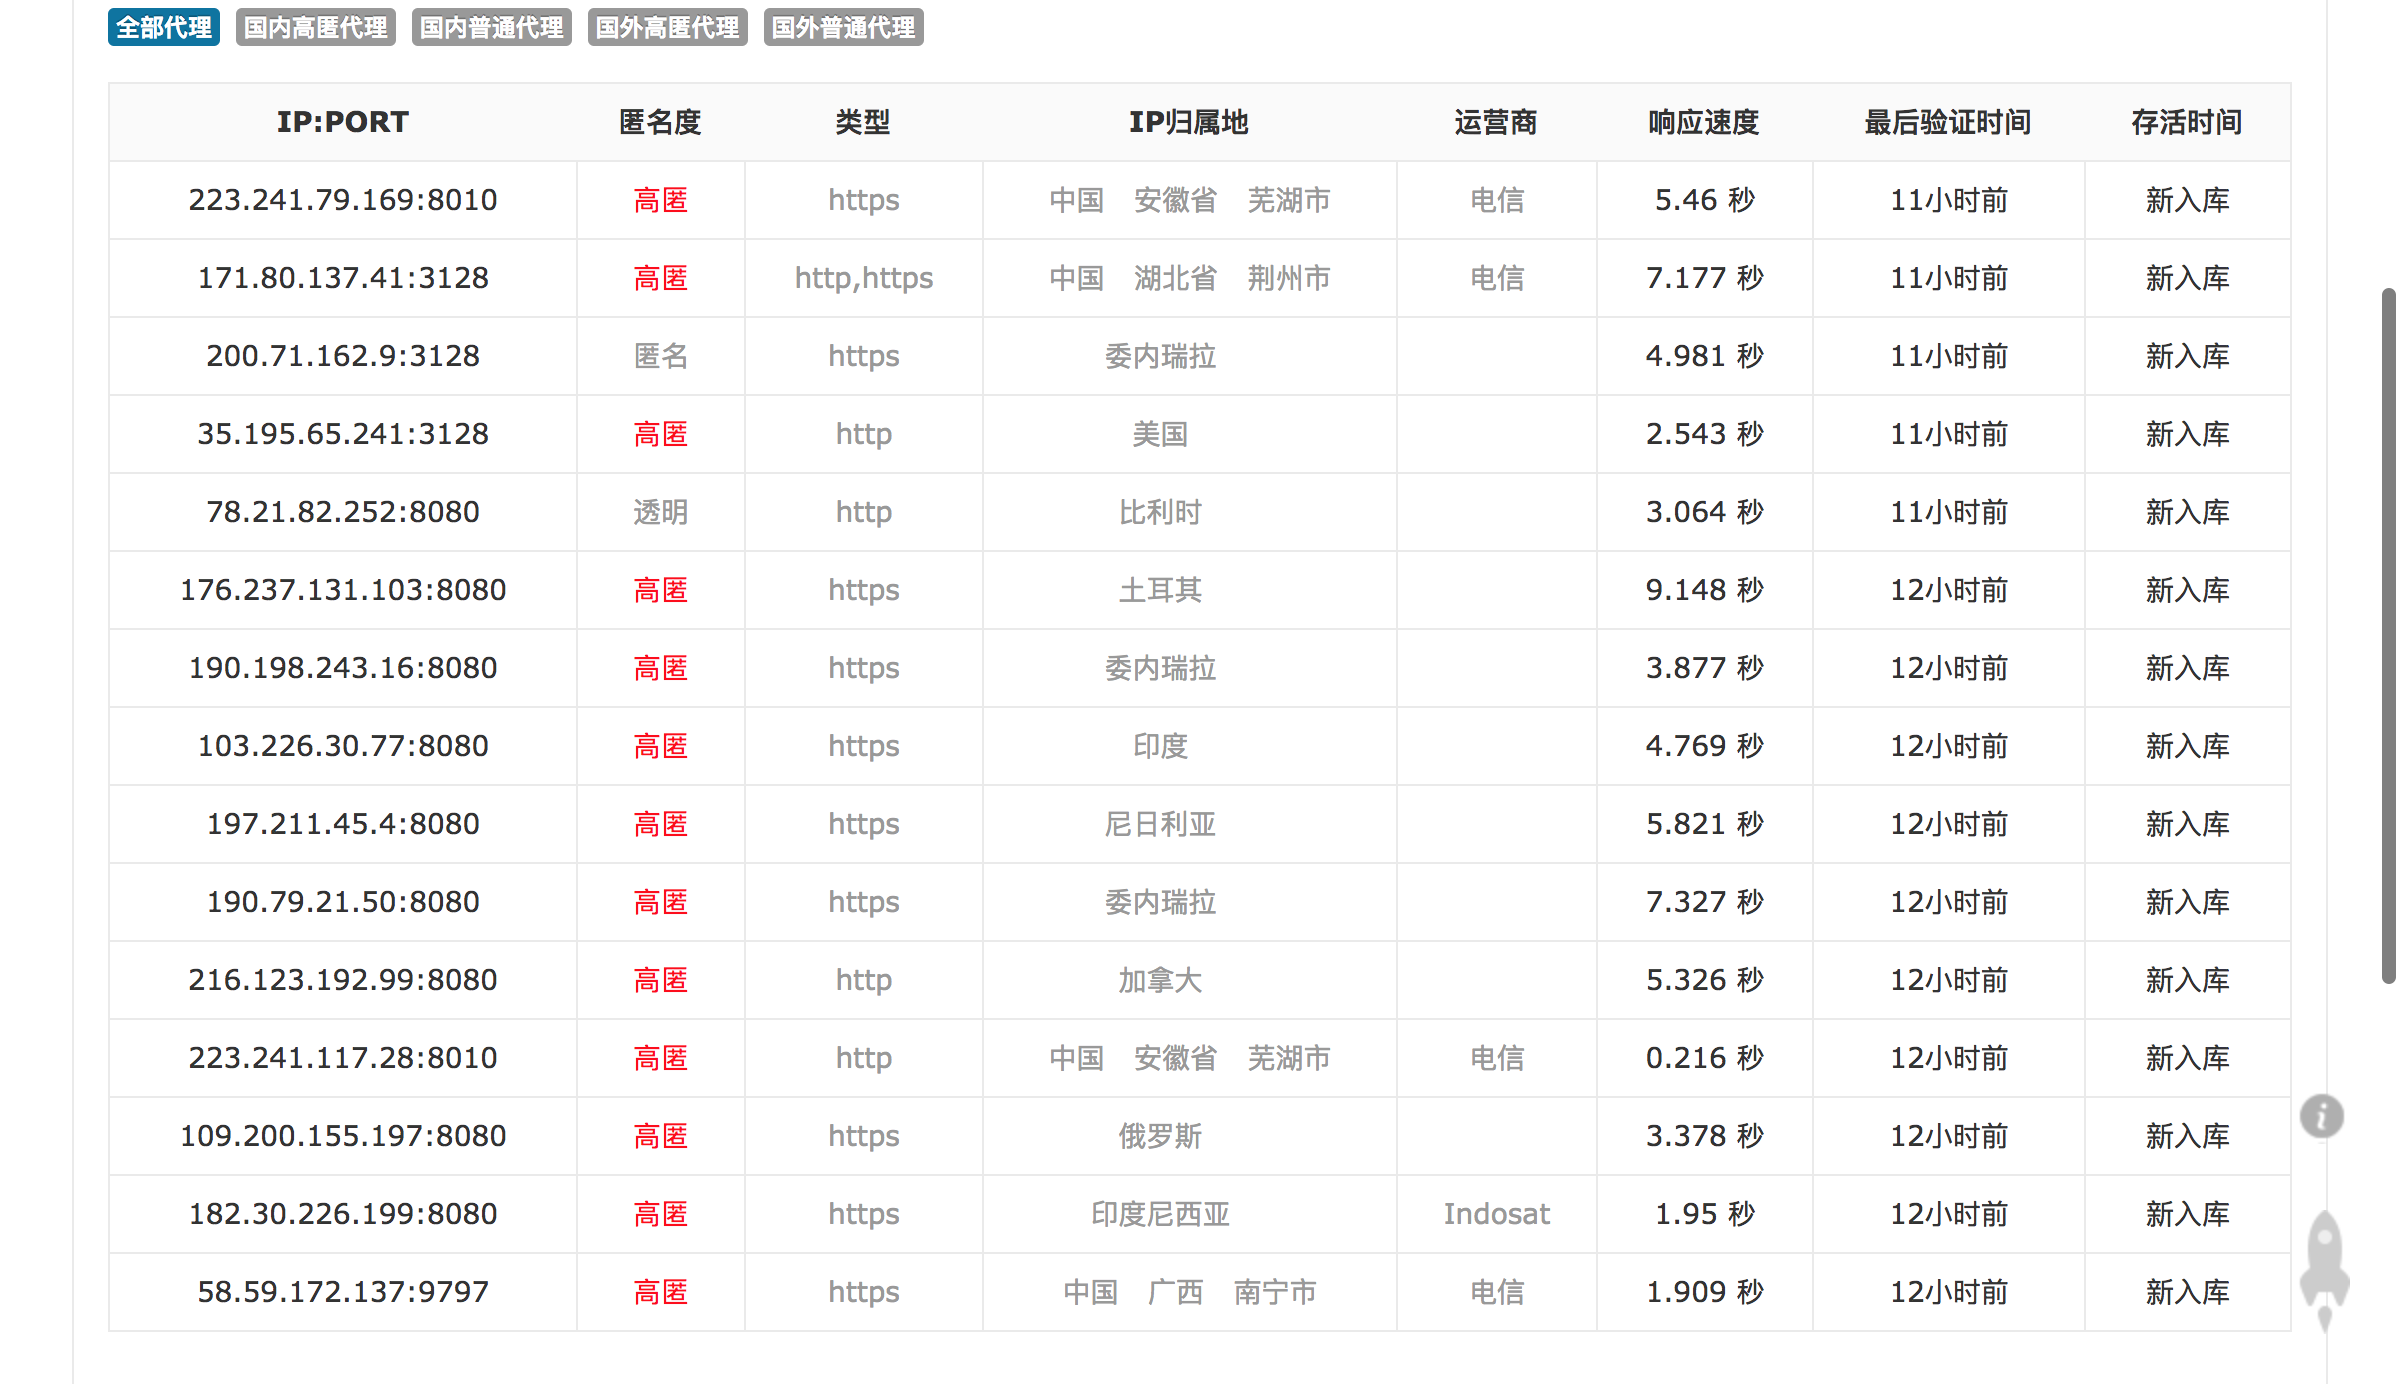 全部代理 国内高匿代理 国内普通代理 国外高匿代理 国外普通代理
IP:PORT 匿名度 类型 IP归属地 运营商 响应速度 最后验证时间 存活时间
223.241.79.169:8010 高匿 https 中国 安徽省 芜湖市 电信 5.46 秒 11小时前 新入库
171.80.137.41:3128 高匿 http,https 中国 湖北省 荆州市 电信 7.177 秒 11小时前 新入库
200.71.162.9:3128 匿名 https 委内瑞拉 4.981 秒 11小时前 新入库
35.195.65.241:3128 高匿 http 美国 2.543 秒 11小时前 新入库
78.21.82.252:8080 透明 http 比利时 3.064 秒 11小时前 新入库
176.237.131.103:8080 高匿 https 土耳其 9.148 秒 12小时前 新入库
190.198.243.16:8080 高匿 https 委内瑞拉 3.877 秒 12小时前 新入库
103.226.30.77:8080 高匿 https 印度 4.769 秒 12小时前 新入库
197.211.45.4:8080 高匿 https 尼日利亚 5.821 秒 12小时前 新入库
190.79.21.50:8080 高匿 https 委内瑞拉 7.327 秒 12小时前 新入库
216.123.192.99:8080 高匿 http 加拿大 5.326 秒 12小时前 新入库
223.241.117.28:8010 高匿 http 中国 安徽省 芜湖市 电信 0.216 秒 12小时前 新入库
109.200.155.197:8080 高匿 https 俄罗斯 3.378 秒 12小时前 新入库
182.30.226.199:8080 高匿 https 印度尼西亚 Indosat 1.95 秒 12小时前 新入库
58.59.172.137:9797 高匿 https 中国 广西 南宁市 电信 1.909 秒 12小时前 新入库